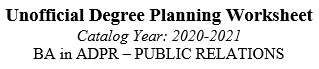 Unofficial Degree Planning Worksheet
Catalog Year: 2020-2021
BA in ADPR – PUBLIC RELATIONS